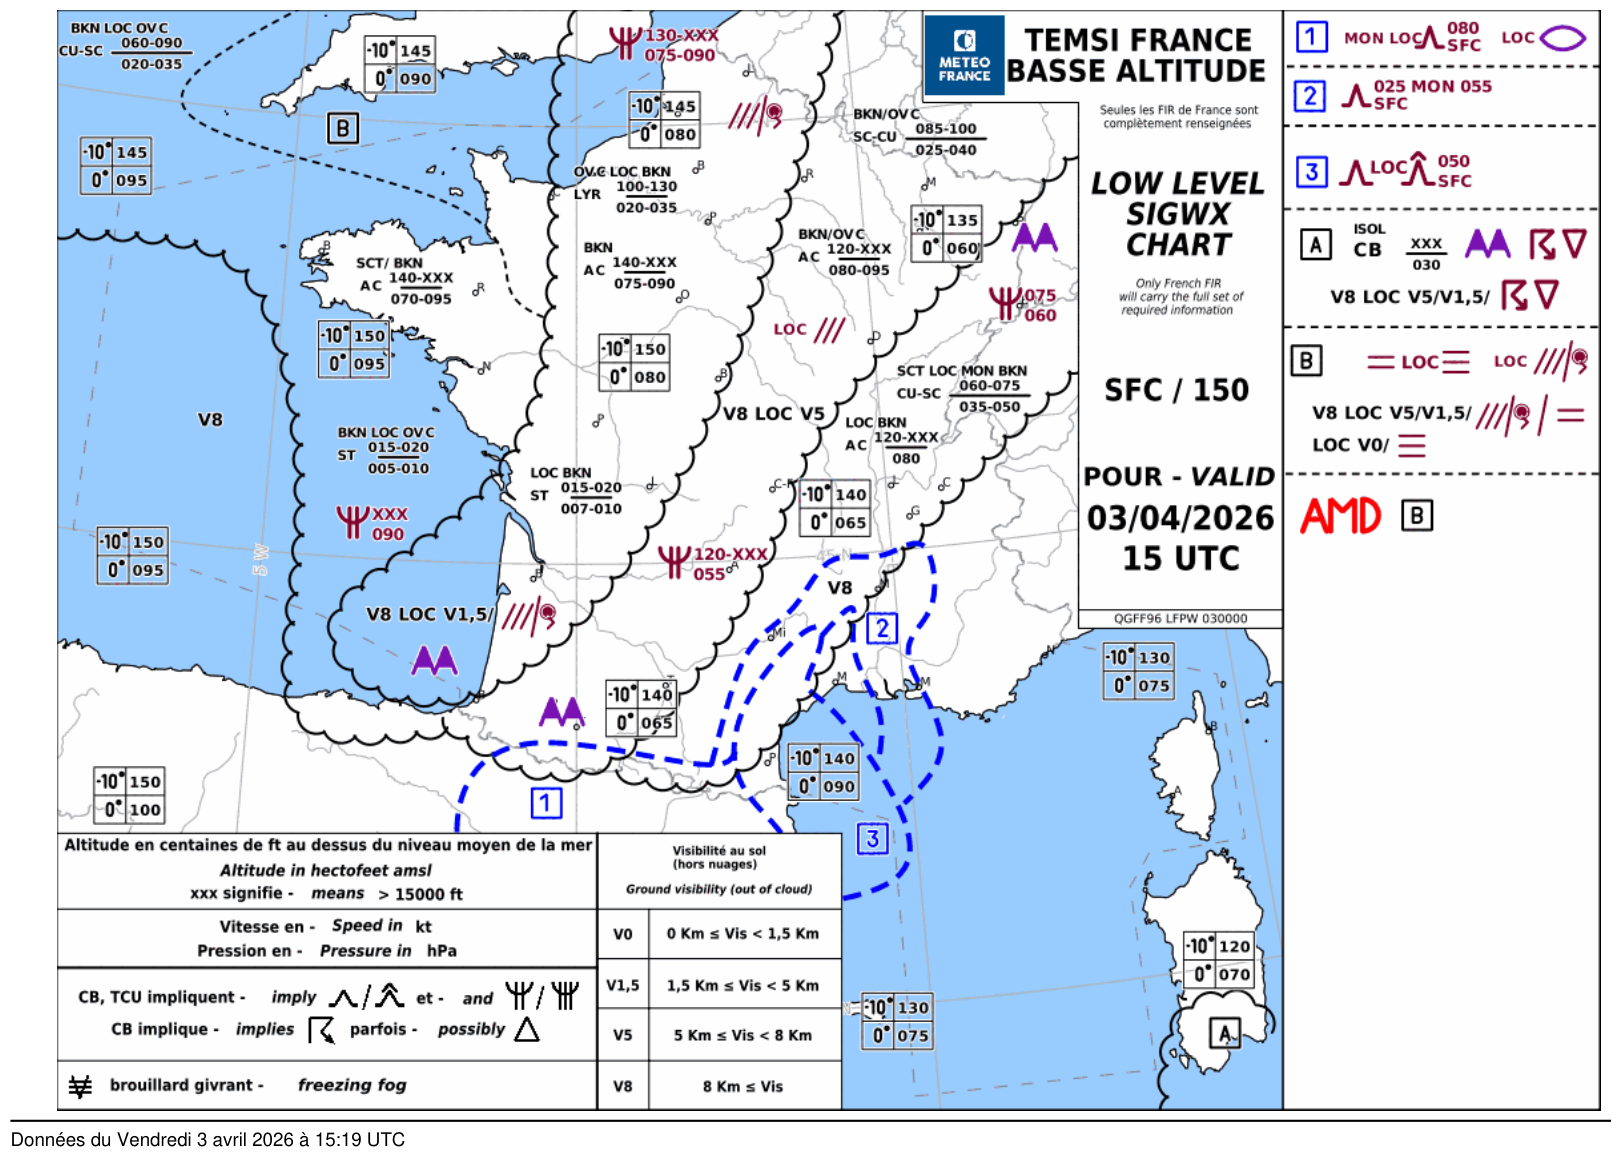 BKN LOC OVC
CU-SC 060-090
020-035
-10° 145
0° 090
130-XXX
075-090
-10° 145
0° 080
B
-10° 145
0° 095
OVC LOC BKN
LYR 100-130
020-035
BKN/OVC
SC-CU 085-100
025-040
-10° 135
0° 060
BKN
AC 140-XXX
075-090
BKN/OVC
AC 120-XXX
080-095
SCT/ BKN
AC 140-XXX
070-095
075
060
LOC
-10° 150
0° 095
-10° 150
0° 080
SCT LOC MON BKN
CU-SC 060-075
035-050
V8
V8 LOC V5
LOC BKN
AC 120-XXX
080
BKN LOC OVC
ST 015-020
005-010
LOC BKN
ST 015-020
007-010
-10° 140
0° 065
XXX
090
-10° 150
0° 095
5 W
45 N
120-XXX
055
V8
V8 LOC V1,5/
2
-10° 140
0° 065
-10° 130
0° 075
-10° 140
0° 090
-10° 150
0° 100
1
3
-10° 120
0° 070
-10° 130
0° 075
A
METEO
FRANCE
TEMSI FRANCE
BASSE ALTITUDE
Seules les FIR de France sont
complètement renseignées
LOW LEVEL
SIGWX
CHART
Only French FIR
will carry the full set of
required information
SFC / 150
POUR - VALID
03/04/2026
15 UTC
QGFF96 LFPW 030000
1 MON LOC 080 SFC LOC
2 025 MON 055
SFC
3 LOC 050
SFC
A ISOL
CB XXX
030
V8 LOC V5/V1,5/
B LOC LOC
V8 LOC V5/V1,5/ /
LOC V0/
AMD B
Altitude en centaines de ft au dessus du niveau moyen de la mer
Altitude in hectofeet amsl
xxx signifie - means > 15000 ft
Vitesse en - Speed in kt
Pression en - Pressure in hPa
CB, TCU impliquent - imply / et - and /
CB implique - implies parfois - possibly
brouillard givrant - freezing fog
Visibilité au sol
(hors nuages)
Ground visibility (out of cloud)
V0 0 Km ≤ Vis < 1,5 Km
V1,5 1,5 Km ≤ Vis < 5 Km
V5 5 Km ≤ Vis < 8 Km
V8 8 Km ≤ Vis
Données du Vendredi 3 avril 2026 à 15:19 UTC